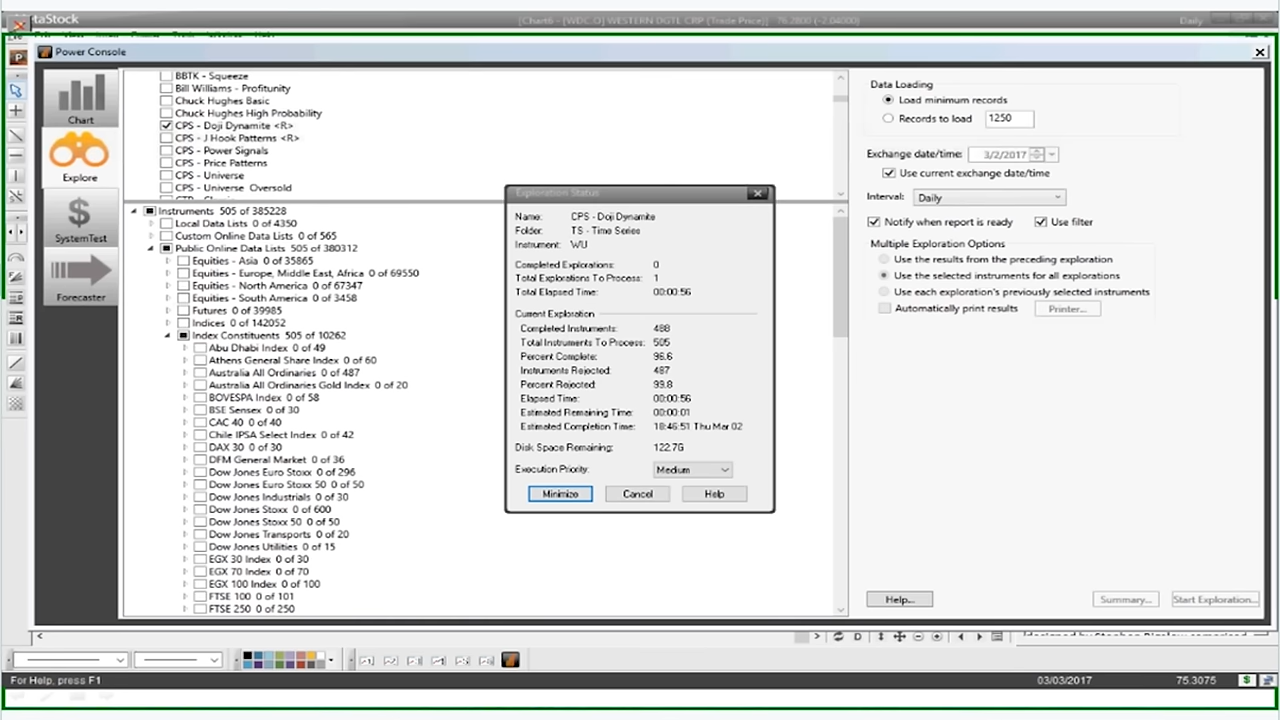 MetaStock
[Chart6 - [WDC.O] WESTERN DGTL CRP [Trade Price]] 76.2800 (-2.04000)
Daily
Power Console
Chart
Explore
SystemTest
Forecaster
BBTK - Squeeze
Bill Williams - Profitunity
Chuck Hughes Basic
Chuck Hughes High Probability
CPS - Doji Dynamite <R>
CPS - J Hook Patterns <R>
CPS - Power Signals
CPS - Price Patterns
CPS - Universe
CPS - Universe Oversold
Instruments 505 of 385228
Local Data Lists 0 of 4350
Custom Online Data Lists 0 of 565
Public Online Data Lists 505 of 380312
Equities - Asia 0 of 35865
Equities - Europe, Middle East, Africa 0 of 69550
Equities - North America 0 of 67347
Equities - South America 0 of 3458
Futures 0 of 39985
Indices 0 of 142052
Index Constituents 505 of 10262
Abu Dhabi Index 0 of 49
Athens General Share Index 0 of 60
Australia All Ordinaries 0 of 487
Australia All Ordinaries Gold Index 0 of 20
BOVESPA Index 0 of 58
BSE Sensex 0 of 30
CAC 40 0 of 40
Chile IPSA Select Index 0 of 42
DAX 30 0 of 30
DFM General Market 0 of 36
Dow Jones Euro Stoxx 0 of 296
Dow Jones Euro Stoxx 50 0 of 50
Dow Jones Industrials 0 of 30
Dow Jones Stoxx 0 of 600
Dow Jones Stoxx 50 0 of 50
Dow Jones Transports 0 of 20
Dow Jones Utilities 0 of 15
EGX 30 Index 0 of 30
EGX 70 Index 0 of 70
EGX 100 Index 0 of 100
FTSE 100 0 of 101
FTSE 250 0 of 250
Exploration Status
Name: CPS - Doji Dynamite
Folder: TS - Time Series
Instrument: WU
Completed Explorations: 0
Total Explorations To Process: 1
Total Elapsed Time: 00:00:56
Current Exploration
Completed Instruments: 488
Total Instruments To Process: 505
Percent Complete: 96.6
Instruments Rejected: 487
Percent Rejected: 99.8
Elapsed Time: 00:00:56
Estimated Remaining Time: 00:00:01
Estimated Completion Time: 18:46:51 Thu Mar 02
Disk Space Remaining: 122.7G
Execution Priority: Medium
Minimize
Cancel
Help
Data Loading
Load minimum records
Records to load 1250
Exchange date/time: 3/2/2017
Use current exchange date/time
Interval: Daily
Notify when report is ready
Use filter
Multiple Exploration Options
Use the results from the preceding exploration
Use the selected instruments for all explorations
Use each exploration's previously selected instruments
Automatically print results
Printer...
Help...
Summary...
Start Exploration...
For Help, press F1
03/03/2017
75.3075